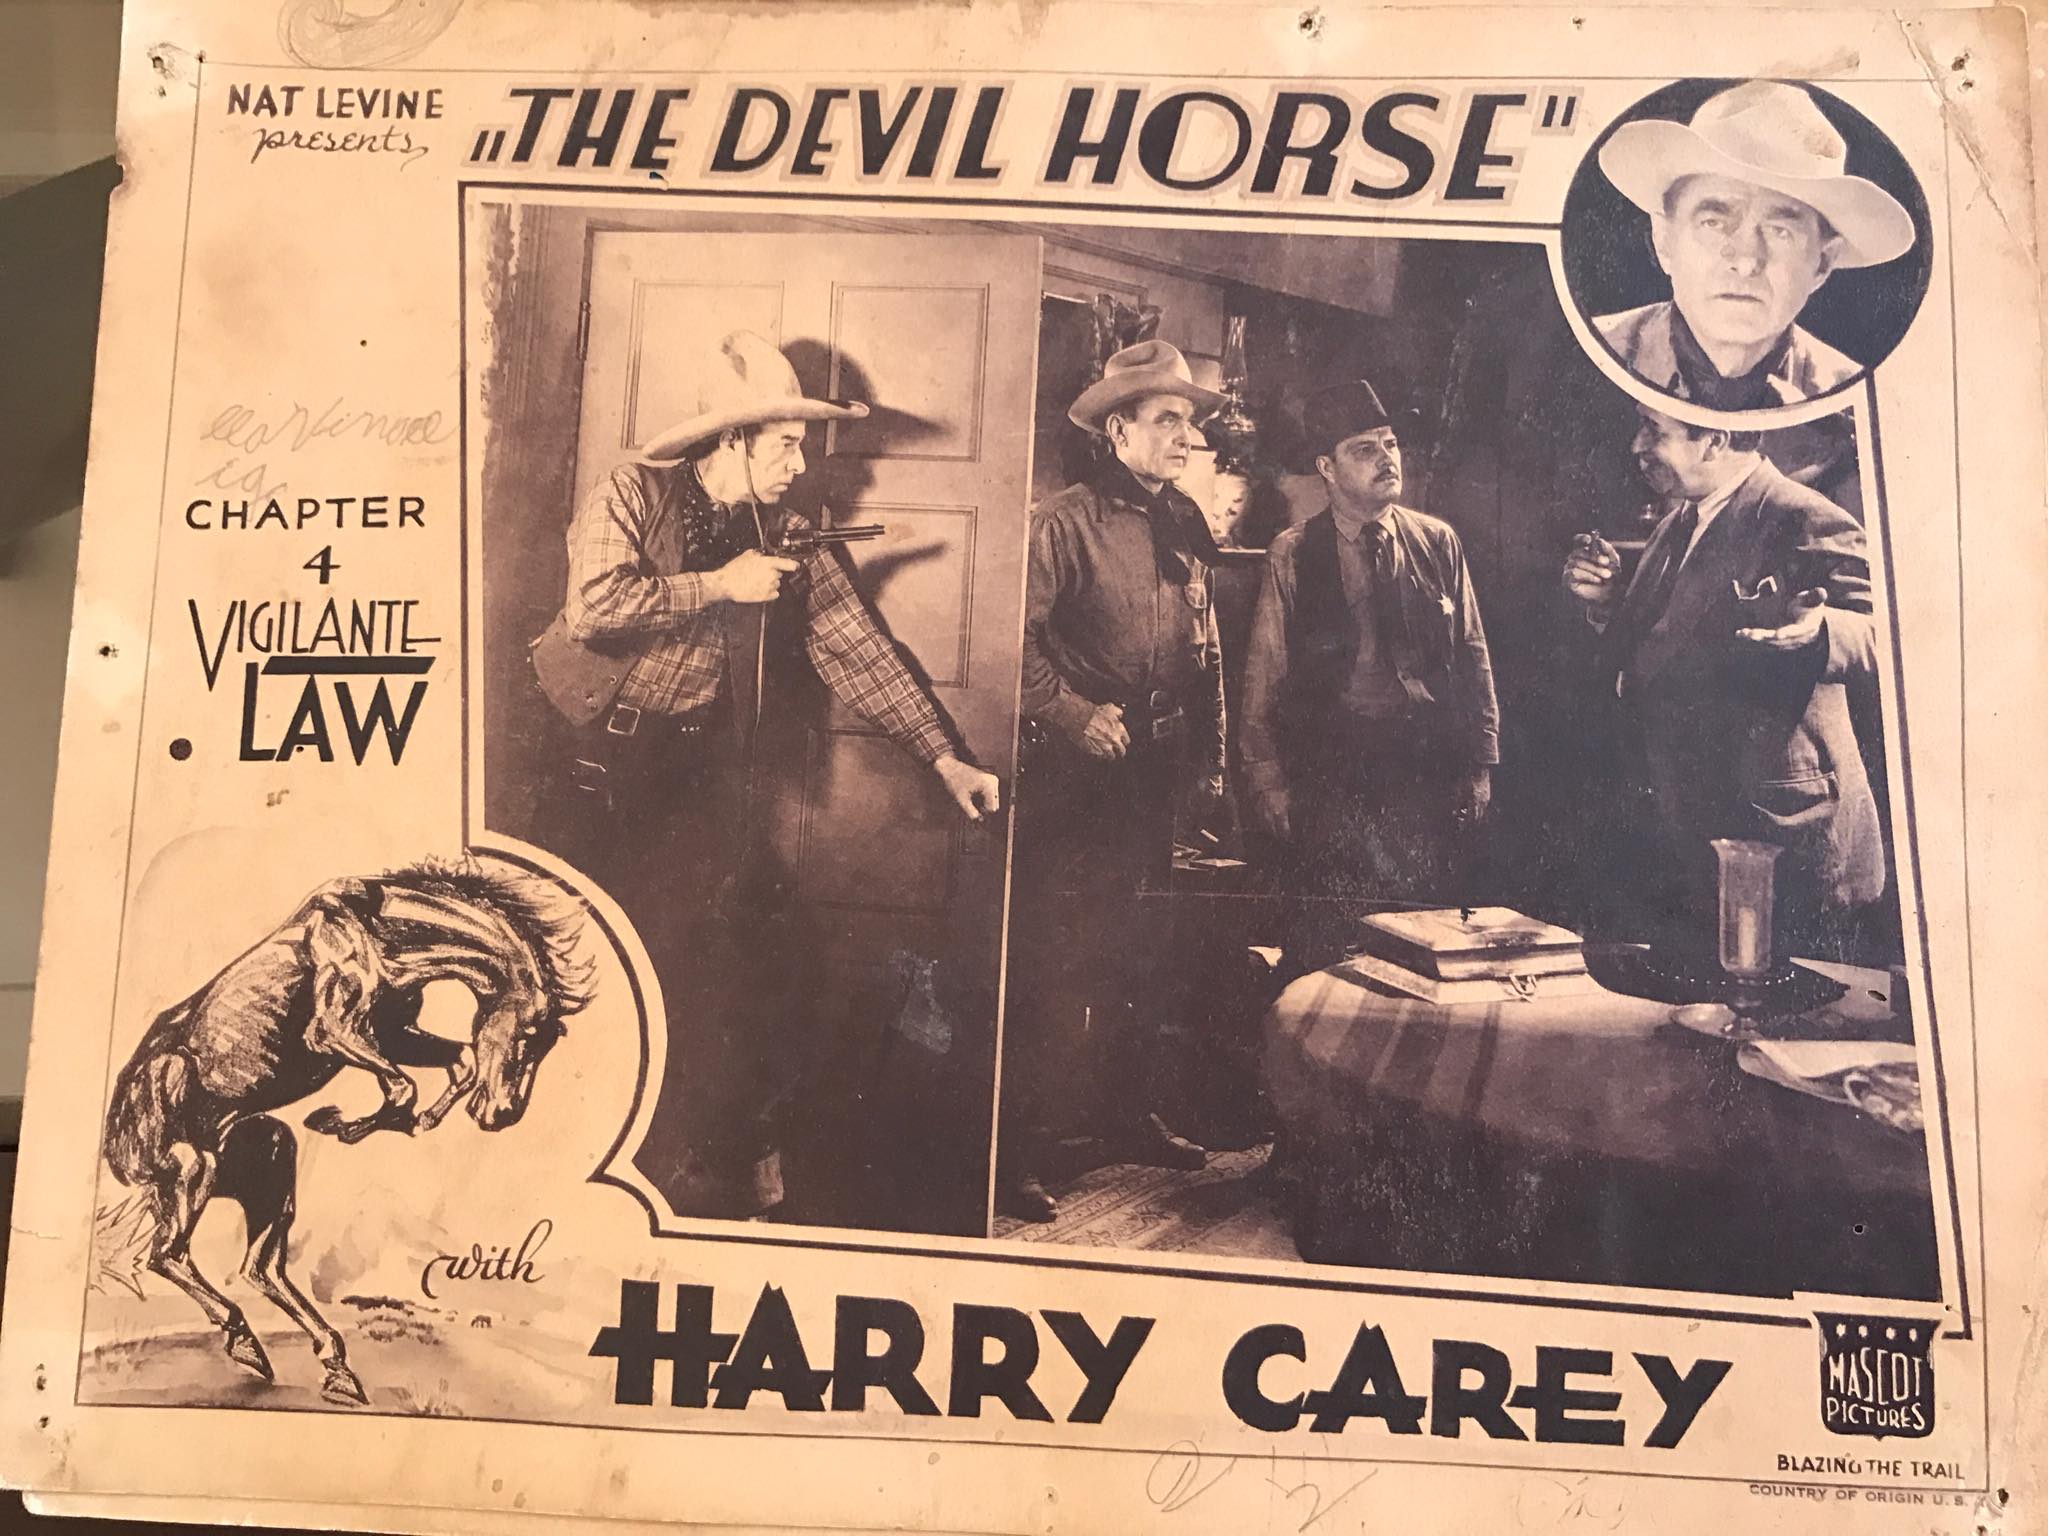 NAT LEVINE
presents
"THE DEVIL HORSE"
CHAPTER
4
VIGILANTE
LAW
with
HARRY CAREY
MASCOT
PICTURES
BLAZING THE TRAIL
COUNTRY OF ORIGIN U. S. A.